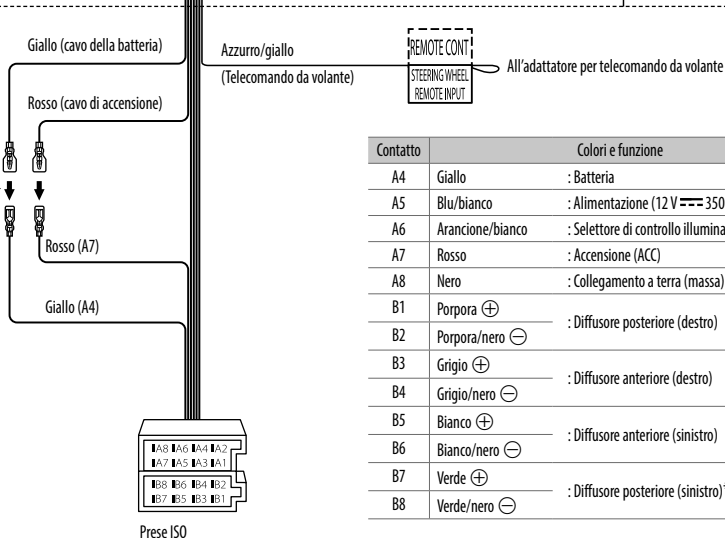 Giallo (cavo della batteria)
Azzurro/giallo
(Telecomando da volante)
REMOTE CONT
STEERING WHEEL
REMOTE INPUT
All'adattatore per telecomando da volante
Rosso (cavo di accensione)
Rosso (A7)
Giallo (A4)
Contatto Colori e funzione
A4 Giallo : Batteria
A5 Blu/bianco : Alimentazione (12 V ⎓ 350
A6 Arancione/bianco : Selettore di controllo
A7 Rosso : Accensione (ACC)
A8 Nero : Collegamento a terra (massa)
B1 Porpora ⊕ : Diffusore posteriore (destro)
B2 Porpora/nero ⊖
B3 Grigio ⊕ : Diffusore anteriore (destro)
B4 Grigio/nero ⊖
B5 Bianco ⊕ : Diffusore anteriore (sinistro)
B6 Bianco/nero ⊖
B7 Verde ⊕ : Diffusore posteriore (sinistro)
B8 Verde/nero ⊖
A8 A6 A4 A2
A7 A5 A3 A1
B8 B6 B4 B2
B7 B5 B3 B1
Prese ISO